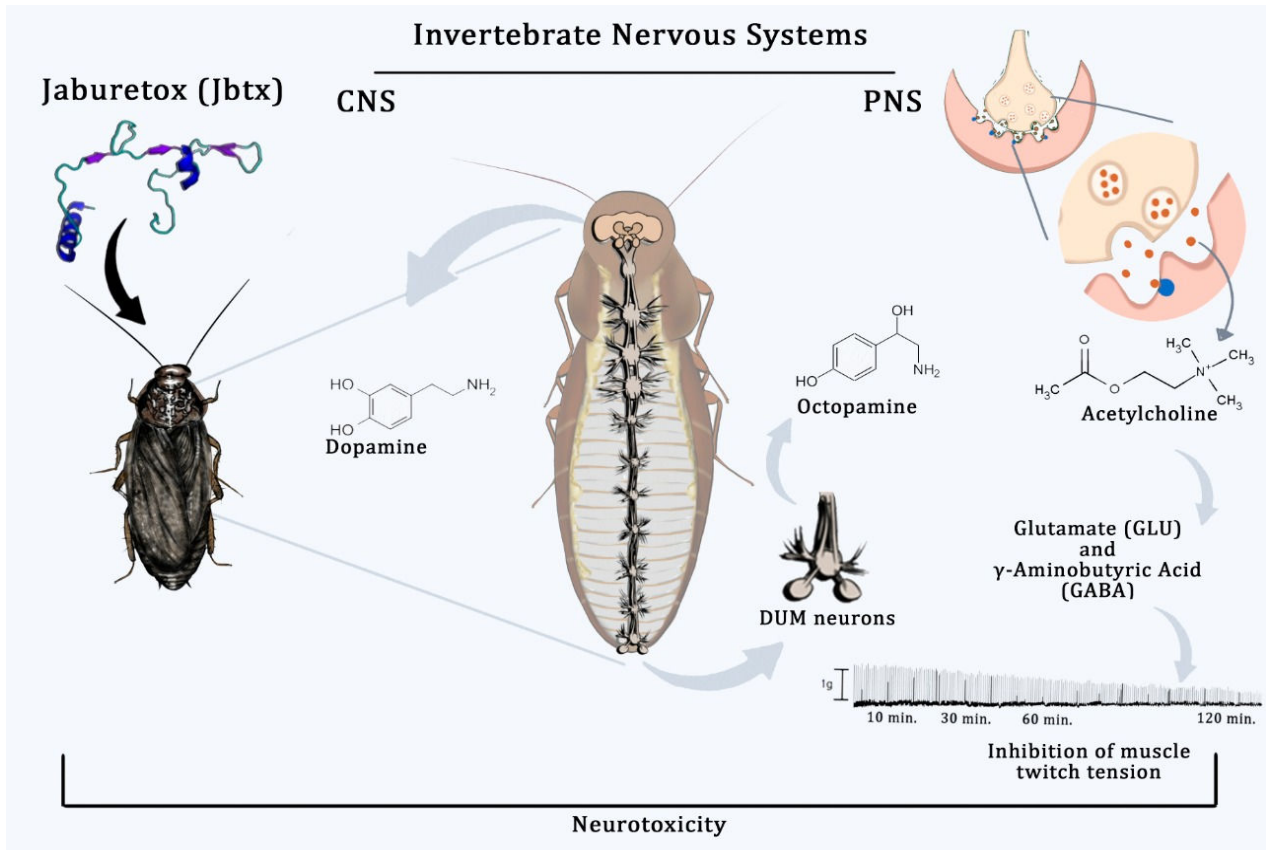 Invertebrate Nervous Systems
Jaburetox (Jbtx)
CNS
PNS
HO
HO
NH2
Dopamine
OH
HO
NH2
Octopamine
O
H3C
O
H3C
N+
CH3
CH3
Acetylcholine
DUM neurons
Glutamate (GLU)
and
γ-Aminobutyric Acid
(GABA)
1g
10 min. 30 min. 60 min. 120 min.
Inhibition of muscle
twitch tension
Neurotoxicity